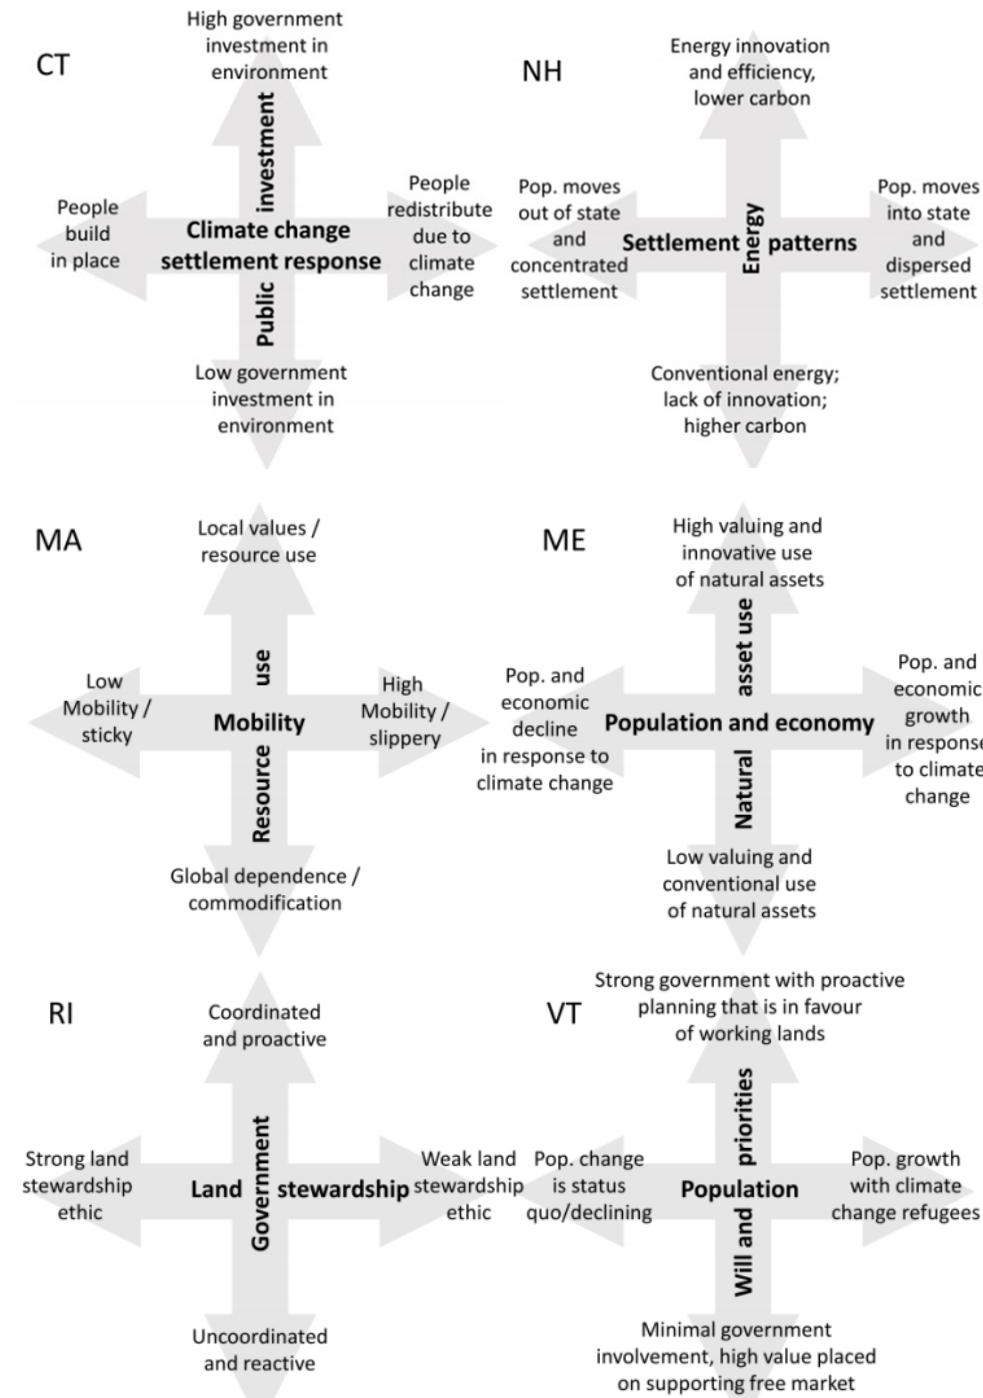 CT
High government
investment in
environment
Public investment
People
build
in place
Climate change
settlement response
People
redistribute
due to
climate
change
Low government
investment in
environment
NH
Energy innovation
and efficiency,
lower carbon
Pop. moves
out of state
and
concentrated
settlement
Settlement patterns
Energy
Pop. moves
into state
and
dispersed
settlement
Conventional energy;
lack of innovation;
higher carbon
MA
Local values /
resource use
Low
Mobility /
sticky
Mobility
Resource use
High
Mobility /
slippery
Global dependence /
commodification
ME
High valuing and
innovative use
of natural assets
Pop. and
economic
decline
in response to
climate change
Population and economy
Natural asset use
Pop. and
economic
growth
in response
to climate
change
Low valuing and
conventional use
of natural assets
RI
Coordinated
and proactive
Strong land
stewardship
ethic
Land stewardship
Government
Weak land
stewardship
ethic
Uncoordinated
and reactive
VT
Strong government with proactive
planning that is in favour
of working lands
Pop. change
is status
quo/declining
Population
Will and priorities
Pop. growth
with climate
change refugees
Minimal government
involvement, high value placed
on supporting free market